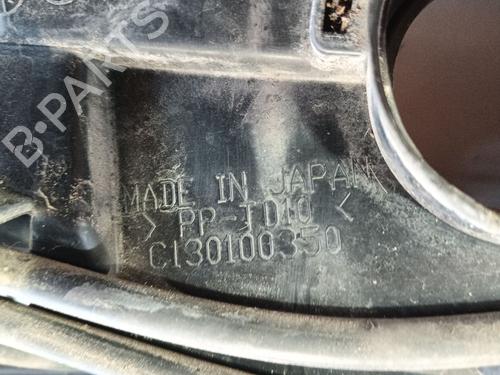 B-PARTS
MADE IN JAPAN
> PP-TD10 <
C130100350